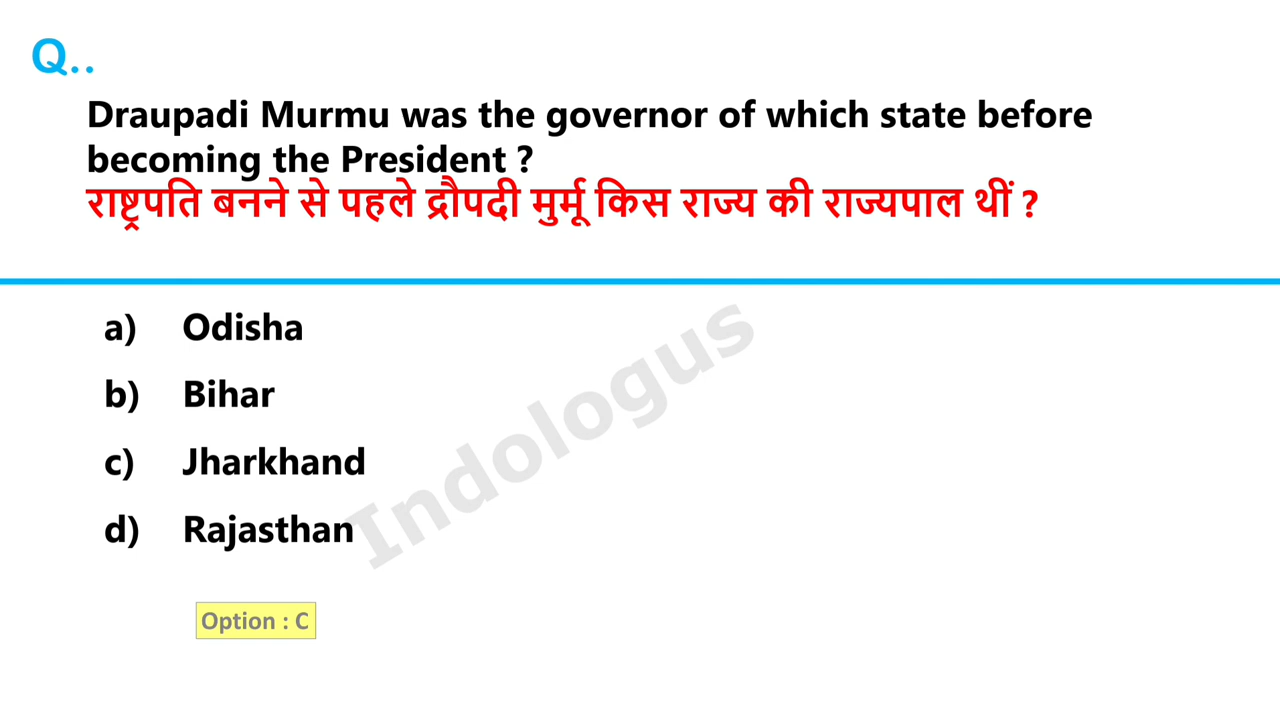 Q..
Draupadi Murmu was the governor of which state before
becoming the President ?
राष्ट्रपति बनने से पहले द्रौपदी मुर्मू किस राज्य की राज्यपाल थीं ?
a) Odisha
b) Bihar
c) Jharkhand
d) Rajasthan
Indologus
Option : C